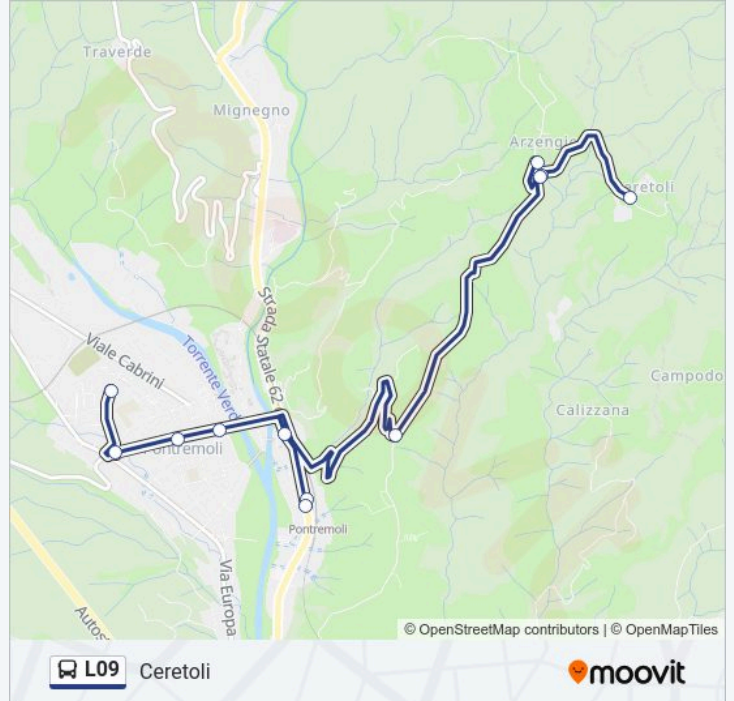 Traverde
Mignegno
Arzengio
Ceretoli
Strada Statale 62
Viale Cabrini
Torrente Verde
Campodo
Calizzana
Pontremoli
Pontremoli
Via Europa
Autos
© OpenStreetMap contributors | © OpenMapTiles
L09 Ceretoli
moovit